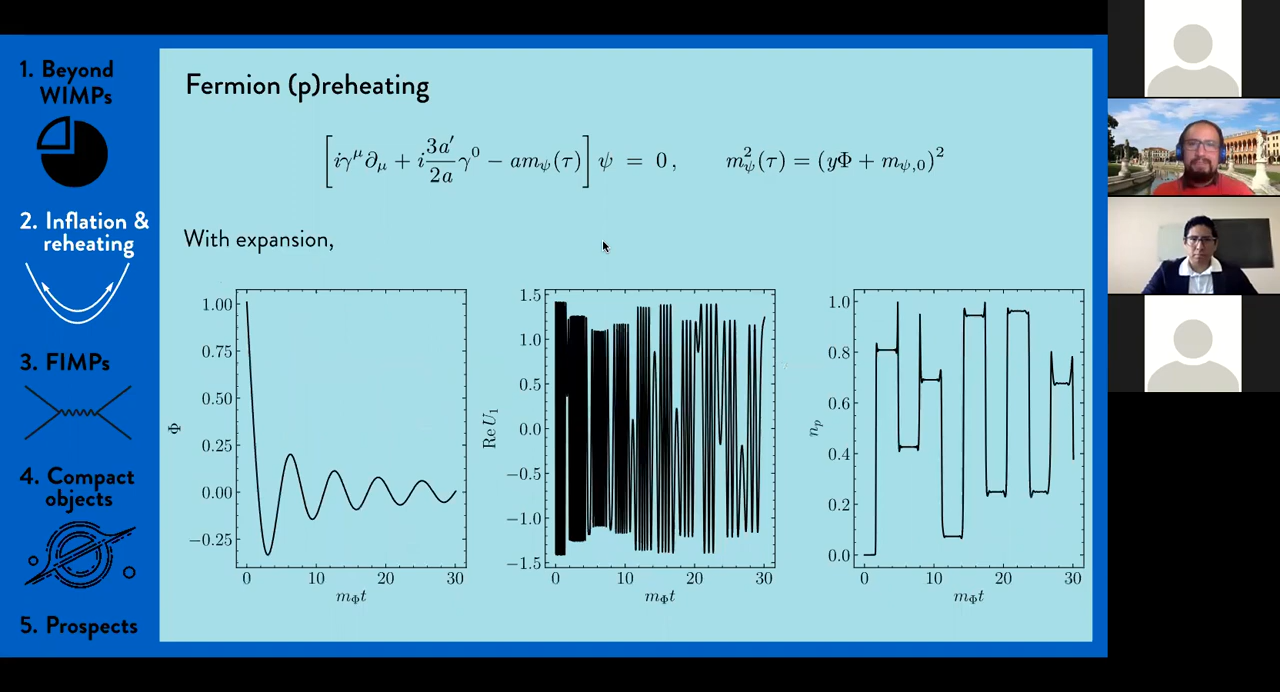 1. Beyond
WIMPs
2. Inflation &
reheating
3. FIMPs
4. Compact
objects
5. Prospects
Fermion (p)reheating
[iγ^μ∂_μ + i 3a′/2a γ^0 − am_ψ(τ)] ψ = 0, m_ψ^2(τ) = (yΦ + m_ψ,0)^2
With expansion,
Φ
1.00
0.75
0.50
0.25
0.00
−0.25
0 10 20 30
m_Φt
Re U_1
1.5
1.0
0.5
0.0
−0.5
−1.0
−1.5
0 10 20 30
m_Φt
n_p
1.0
0.8
0.6
0.4
0.2
0.0
0 10 20 30
m_Φt